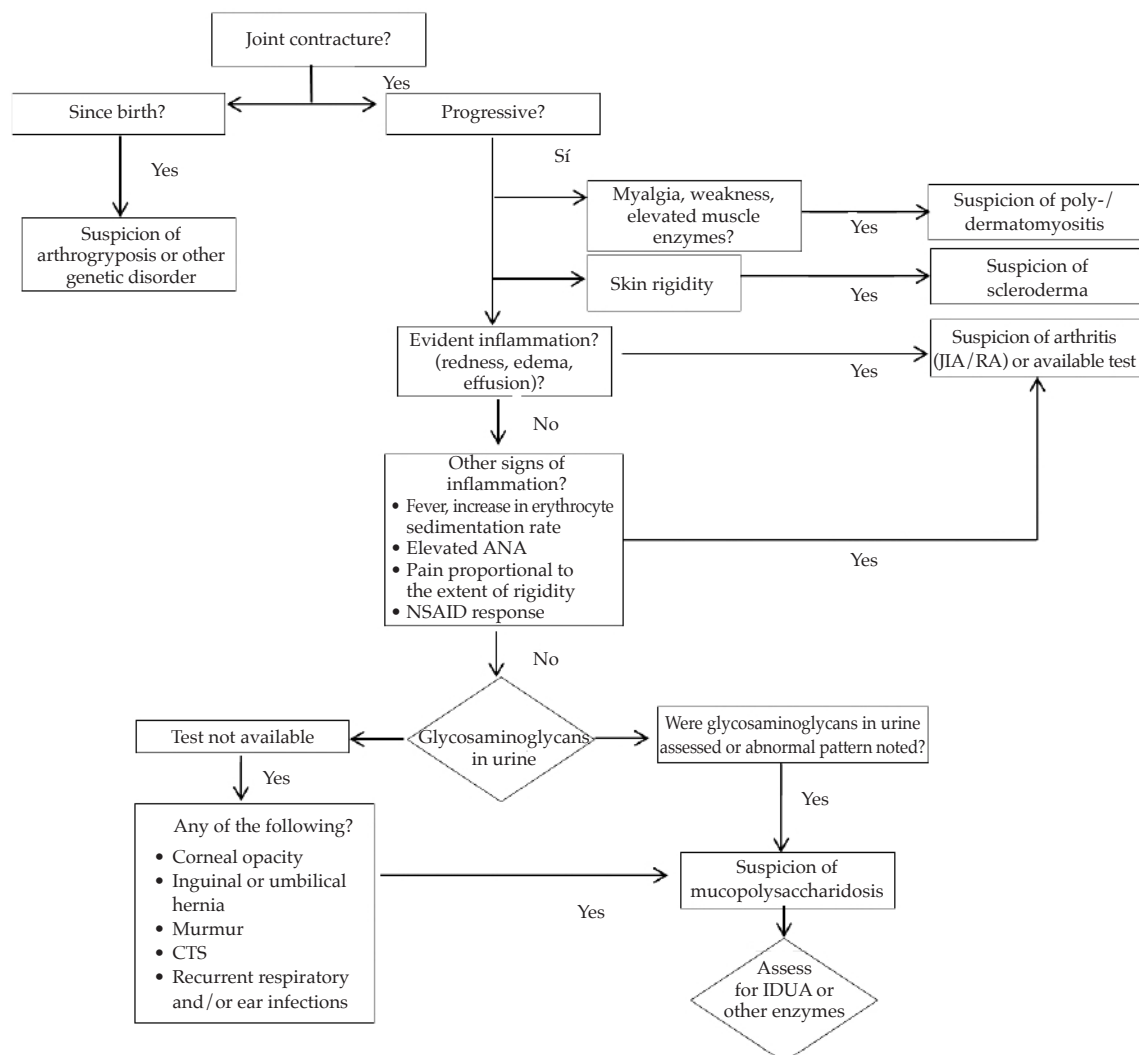 Joint contracture?
Yes
Since birth?
Progressive?
Yes
Sí
Suspicion of
arthrogryposis or other
genetic disorder
Myalgia, weakness,
elevated muscle
enzymes?
Yes
Suspicion of poly-/
dermatomyositis
Skin rigidity
Yes
Suspicion of
scleroderma
Evident inflammation?
(redness, edema,
effusion)?
Yes
Suspicion of arthritis
(JIA/RA) or available test
No
Other signs of
inflammation?
• Fever, increase in erythrocyte
sedimentation rate
• Elevated ANA
• Pain proportional to
the extent of rigidity
• NSAID response
Yes
No
Test not available
Glycosaminoglycans
in urine
Were glycosaminoglycans in urine
assessed or abnormal pattern noted?
Yes
Yes
Any of the following?
• Corneal opacity
• Inguinal or umbilical
hernia
• Murmur
• CTS
• Recurrent respiratory
and/or ear infections
Yes
Suspicion of
mucopolysaccharidosis
Assess
for IDUA or
other enzymes